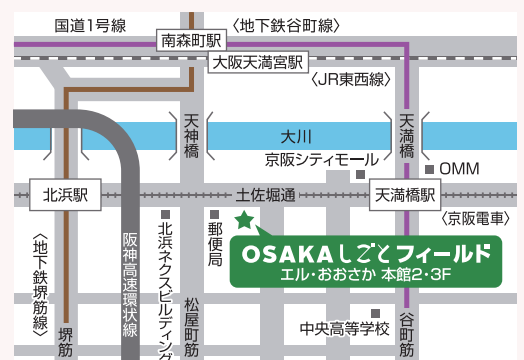 国道1号線
〈地下鉄谷町線〉
南森町駅
大阪天満宮駅
〈JR東西線〉
天神橋
大川
天満橋
京阪シティモール
OMM
北浜駅
土佐堀通
天満橋駅
〈京阪電車〉
〈地下鉄堺筋線〉
阪神高速環状線
北浜ネクスビルディング
郵便局
OSAKAしごとフィールド
エル・おおさか 本館2・3F
松屋町筋
中央高等学校
堺筋
谷町筋